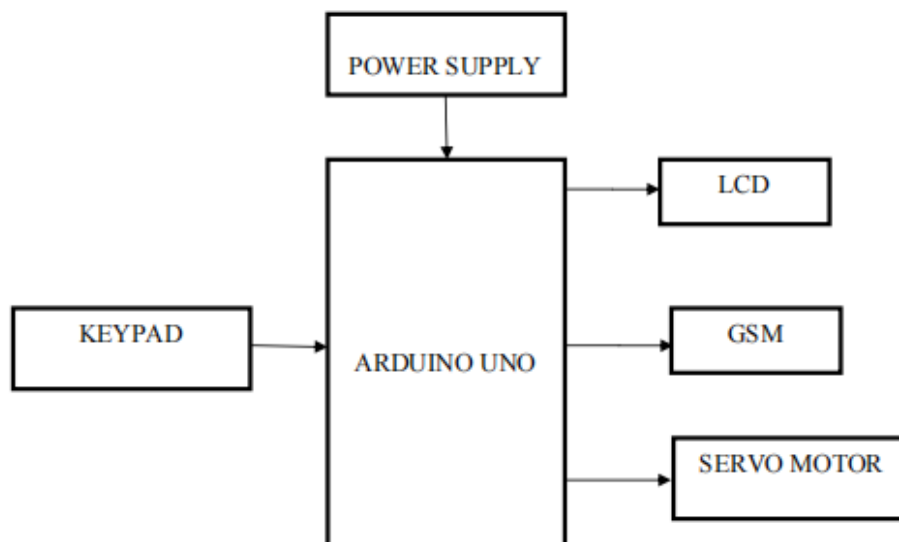 POWER SUPPLY
LCD
KEYPAD
GSM
ARDUINO UNO
SERVO MOTOR